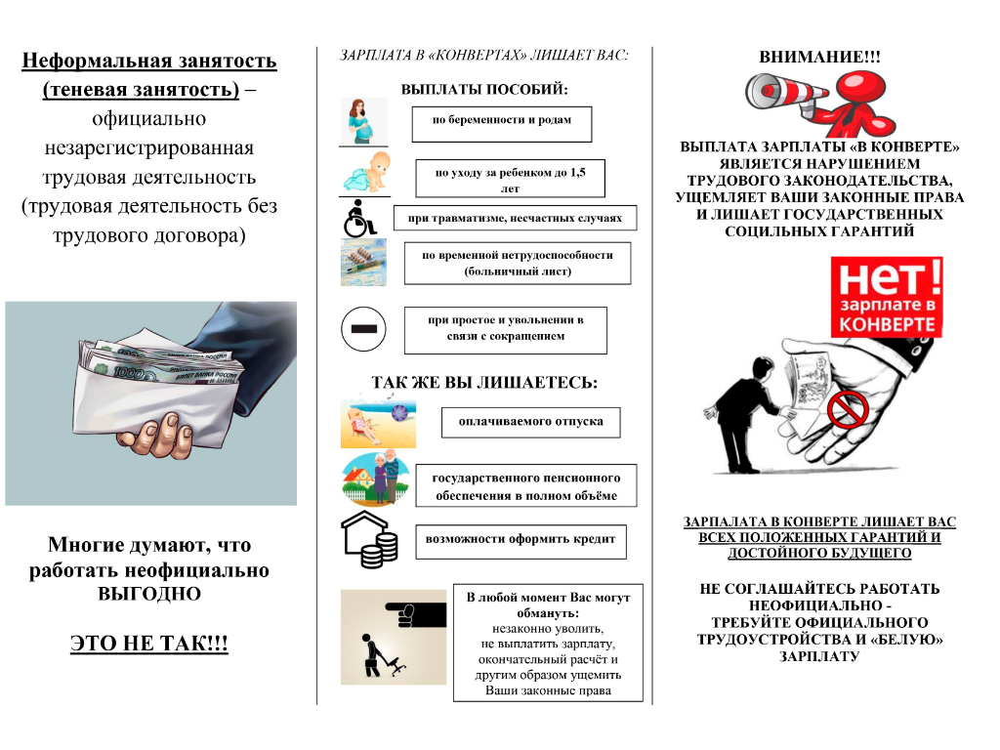 Неформальная занятость
(теневая занятость) –
официально
незарегистрированная
трудовая деятельность
(трудовая деятельность без
трудового договора)
1000
БИЛЕТ БАНКА РОССИИ
Многие думают, что
работать неофициально
ВЫГОДНО
ЭТО НЕ ТАК!!!
ЗАРПЛАТА В «КОНВЕРТАХ» ЛИШАЕТ ВАС:
ВЫПЛАТЫ ПОСОБИЙ:
по беременности и родам
по уходу за ребенком до 1,5
лет
при травматизме, несчастных случаях
по временной нетрудоспособности
(больничный лист)
при простое и увольнении в
связи с сокращением
ТАК ЖЕ ВЫ ЛИШАЕТЕСЬ:
оплачиваемого отпуска
государственного пенсионного
обеспечения в полном объёме
возможности оформить кредит
В любой момент Вас могут
обмануть:
незаконно уволить,
не выплатить зарплату,
окончательный расчёт и
другим образом ущемить
Ваши законные права
ВНИМАНИЕ!!!
ВЫПЛАТА ЗАРПЛАТЫ «В КОНВЕРТЕ»
ЯВЛЯЕТСЯ НАРУШЕНИЕМ
ТРУДОВОГО ЗАКОНОДАТЕЛЬСТВА,
УЩЕМЛЯЕТ ВАШИ ЗАКОННЫЕ ПРАВА
И ЛИШАЕТ ГОСУДАРСТВЕННЫХ
СОЦИЛЬНЫХ ГАРАНТИЙ
нет!
зарплате в
КОНВЕРТЕ
ЗАРПАЛАТА В КОНВЕРТЕ ЛИШАЕТ ВАС
ВСЕХ ПОЛОЖЕННЫХ ГАРАНТИЙ И
ДОСТОЙНОГО БУДУЩЕГО
НЕ СОГЛАШАЙТЕСЬ РАБОТАТЬ
НЕОФИЦИАЛЬНО -
ТРЕБУЙТЕ ОФИЦИАЛЬНОГО
ТРУДОУСТРОЙСТВА И «БЕЛУЮ»
ЗАРПЛАТУ